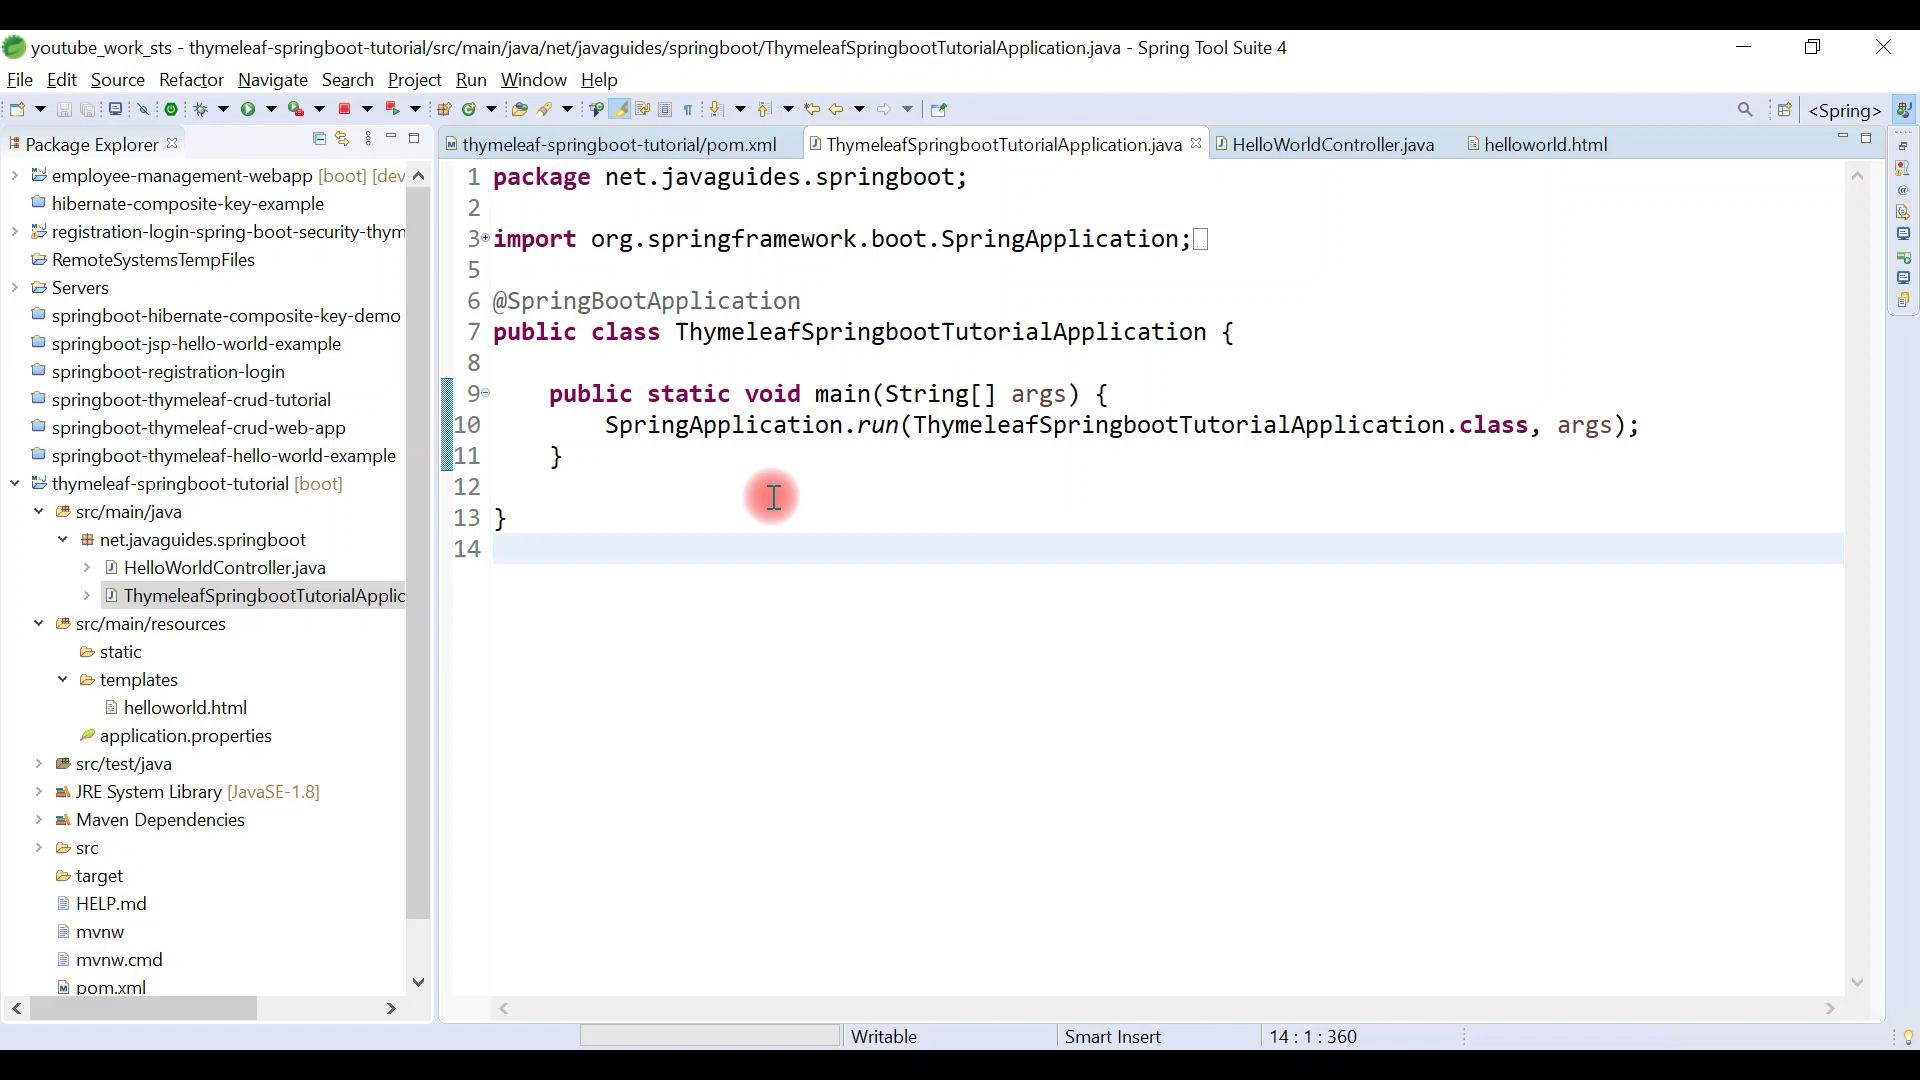 youtube_work_sts - thymeleaf-springboot-tutorial/src/main/java/net/javaguides/springboot/ThymeleafSpringbootTutorialApplication.java - Spring Tool Suite 4
File Edit Source Refactor Navigate Search Project Run Window Help
<Spring>
Package Explorer
thymeleaf-springboot-tutorial/pom.xml ThymeleafSpringbootTutorialApplication.java HelloWorldController.java helloworld.html
employee-management-webapp [boot] [dev
hibernate-composite-key-example
registration-login-spring-boot-security-thym
RemoteSystemsTempFiles
Servers
springboot-hibernate-composite-key-demo
springboot-jsp-hello-world-example
springboot-registration-login
springboot-thymeleaf-crud-tutorial
springboot-thymeleaf-crud-web-app
springboot-thymeleaf-hello-world-example
thymeleaf-springboot-tutorial [boot]
src/main/java
net.javaguides.springboot
HelloWorldController.java
ThymeleafSpringbootTutorialApplic
src/main/resources
static
templates
helloworld.html
application.properties
src/test/java
JRE System Library [JavaSE-1.8]
Maven Dependencies
src
target
HELP.md
mvnw
mvnw.cmd
pom.xml
1 package net.javaguides.springboot;
2
3 import org.springframework.boot.SpringApplication;
5
6 @SpringBootApplication
7 public class ThymeleafSpringbootTutorialApplication {
8
9 public static void main(String[] args) {
10 SpringApplication.run(ThymeleafSpringbootTutorialApplication.class, args);
11 }
12
13 }
14
Writable Smart Insert 14 : 1 : 360